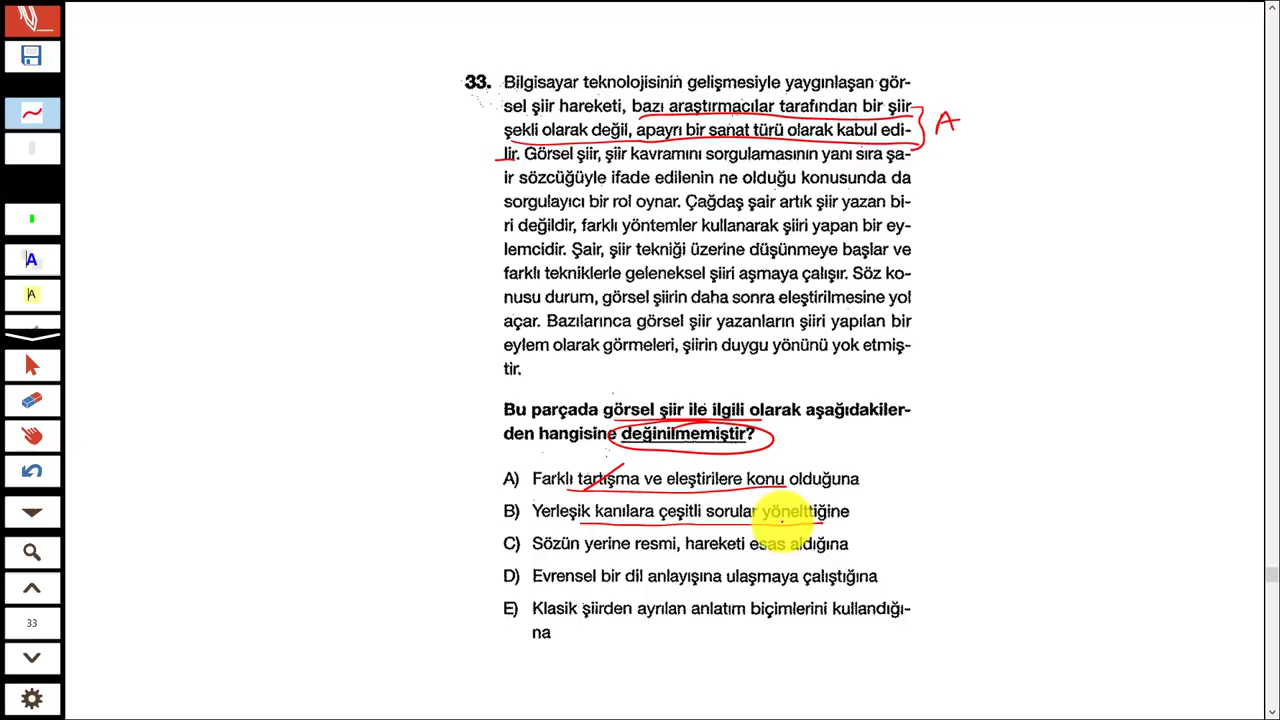 33. Bilgisayar teknolojisinin gelişmesiyle yaygınlaşan gör-
sel şiir hareketi, bazı araştırmacılar tarafından bir şiir
şekli olarak değil, apayrı bir sanat türü olarak kabul edi-
A
lir. Görsel şiir, şiir kavramını sorgulamasının yanı sıra şa-
ir sözcüğüyle ifade edilenin ne olduğu konusunda da
sorgulayıcı bir rol oynar. Çağdaş şair artık şiir yazan bi-
ri değildir, farklı yöntemler kullanarak şiiri yapan bir ey-
lemcidir. Şair, şiir tekniği üzerine düşünmeye başlar ve
farklı tekniklerle geleneksel şiiri aşmaya çalışır. Söz ko-
nusu durum, görsel şiirin daha sonra eleştirilmesine yol
açar. Bazılarınca görsel şiir yazanların şiiri yapılan bir
eylem olarak görmeleri, şiirin duygu yönünü yok etmiş-
tir.
Bu parçada görsel şiir ile ilgili olarak aşağıdakiler-
den hangisine değinilmemiştir?
A) Farklı tartışma ve eleştirilere konu olduğuna
B) Yerleşik kanılara çeşitli sorular yönelttiğine
C) Sözün yerine resmi, hareketi esas aldığına
D) Evrensel bir dil anlayışına ulaşmaya çalıştığına
E) Klasik şiirden ayrılan anlatım biçimlerini kullandığı-
na
A
A
33